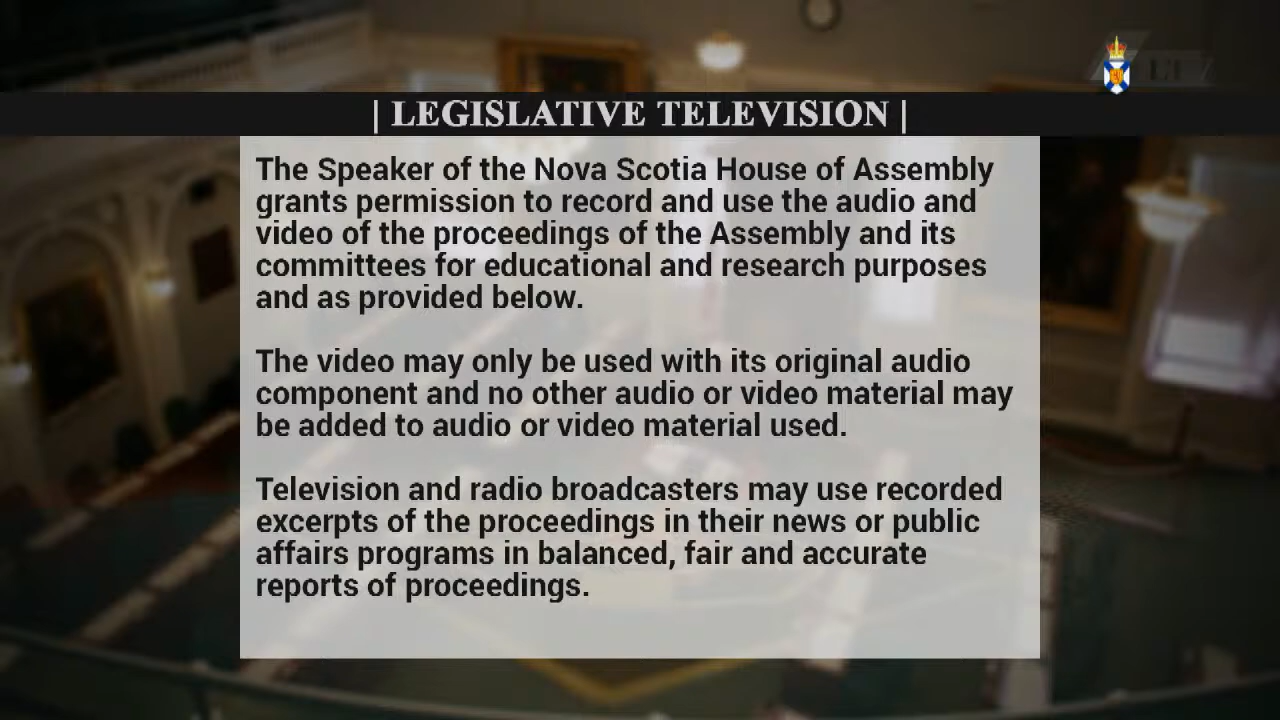 | LEGISLATIVE TELEVISION |
The Speaker of the Nova Scotia House of Assembly
grants permission to record and use the audio and
video of the proceedings of the Assembly and its
committees for educational and research purposes
and as provided below.
The video may only be used with its original audio
component and no other audio or video material may
be added to audio or video material used.
Television and radio broadcasters may use recorded
excerpts of the proceedings in their news or public
affairs programs in balanced, fair and accurate
reports of proceedings.